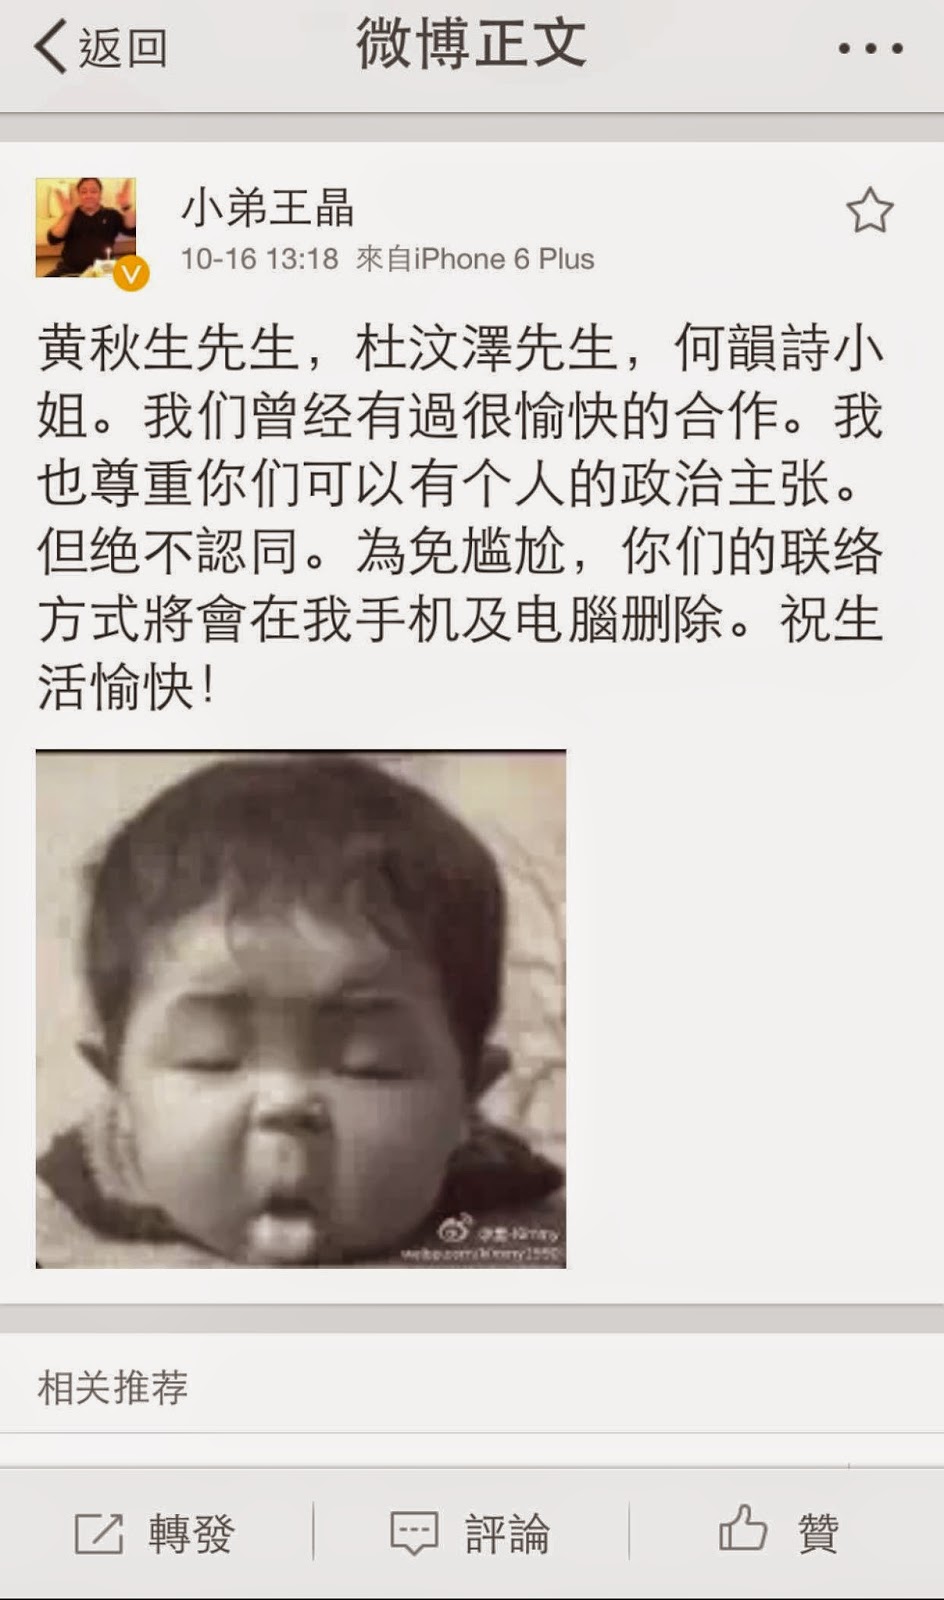 返回
微博正文
小弟王晶
10-16 13:18 來自iPhone 6 Plus
黄秋生先生，杜汶澤先生，何韻詩小
姐。我们曾经有過很愉快的合作。我
也尊重你们可以有个人的政治主张。
但绝不認同。為免尴尬，你们的联络
方式將會在我手机及电腦删除。祝生
活愉快！
weibo.com/kimmy1990
相关推荐
轉發
評論
贊